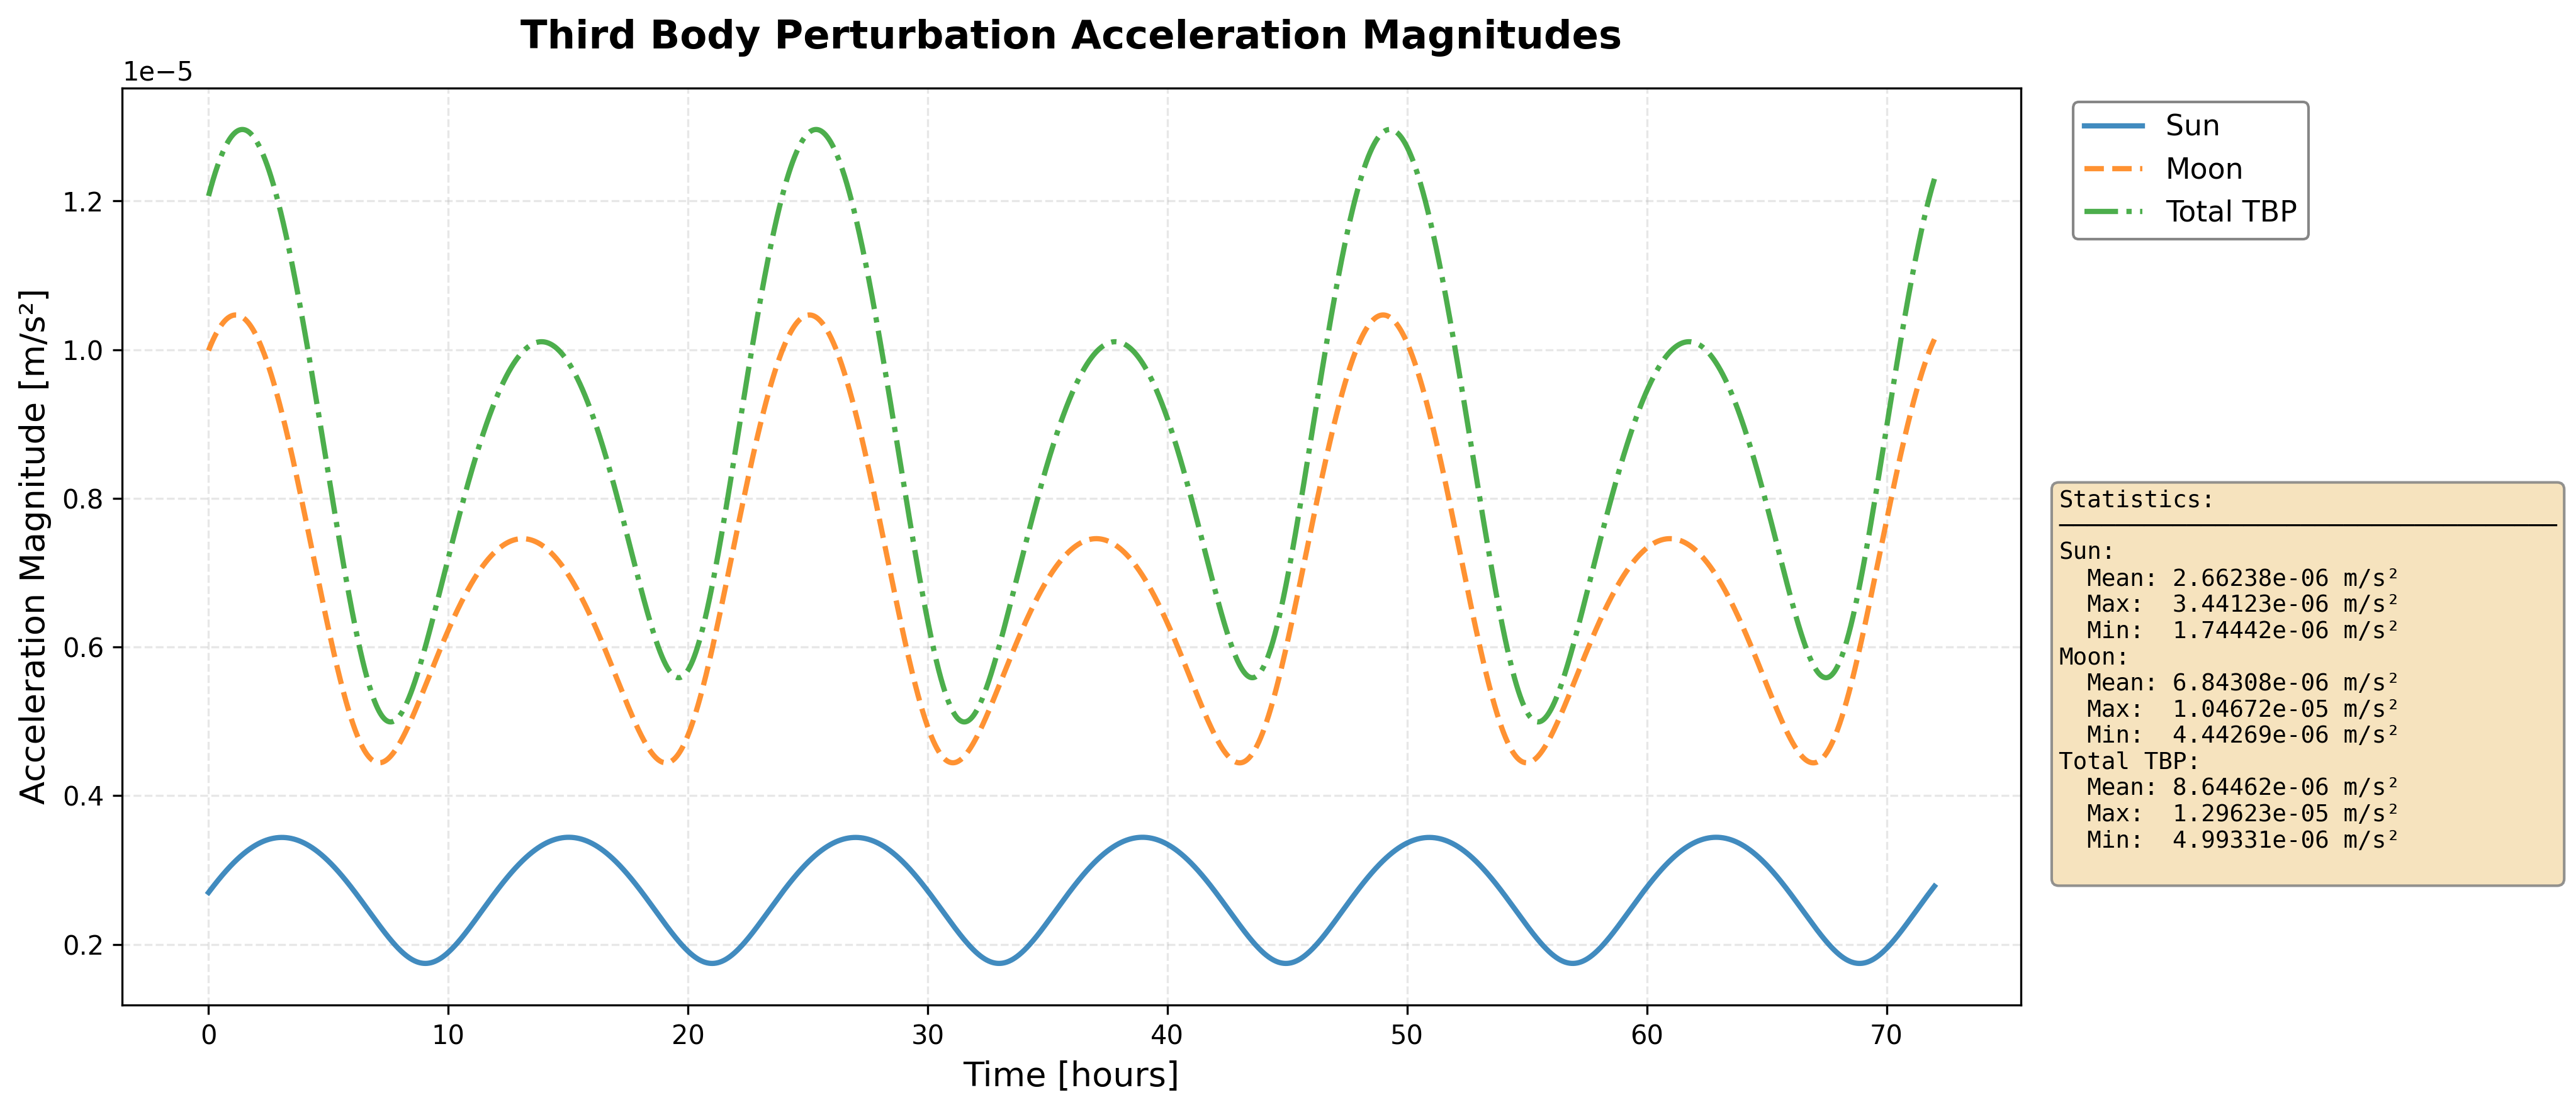 Third Body Perturbation Acceleration Magnitudes
1e−5
1.2
1.0
0.8
0.6
0.4
0.2
Acceleration Magnitude [m/s²]
0 10 20 30 40 50 60 70
Time [hours]
Sun
Moon
Total TBP
Statistics:
Sun:
Mean: 2.66238e-06 m/s²
Max: 3.44123e-06 m/s²
Min: 1.74442e-06 m/s²
Moon:
Mean: 6.84308e-06 m/s²
Max: 1.04672e-05 m/s²
Min: 4.44269e-06 m/s²
Total TBP:
Mean: 8.64462e-06 m/s²
Max: 1.29623e-05 m/s²
Min: 4.99331e-06 m/s²